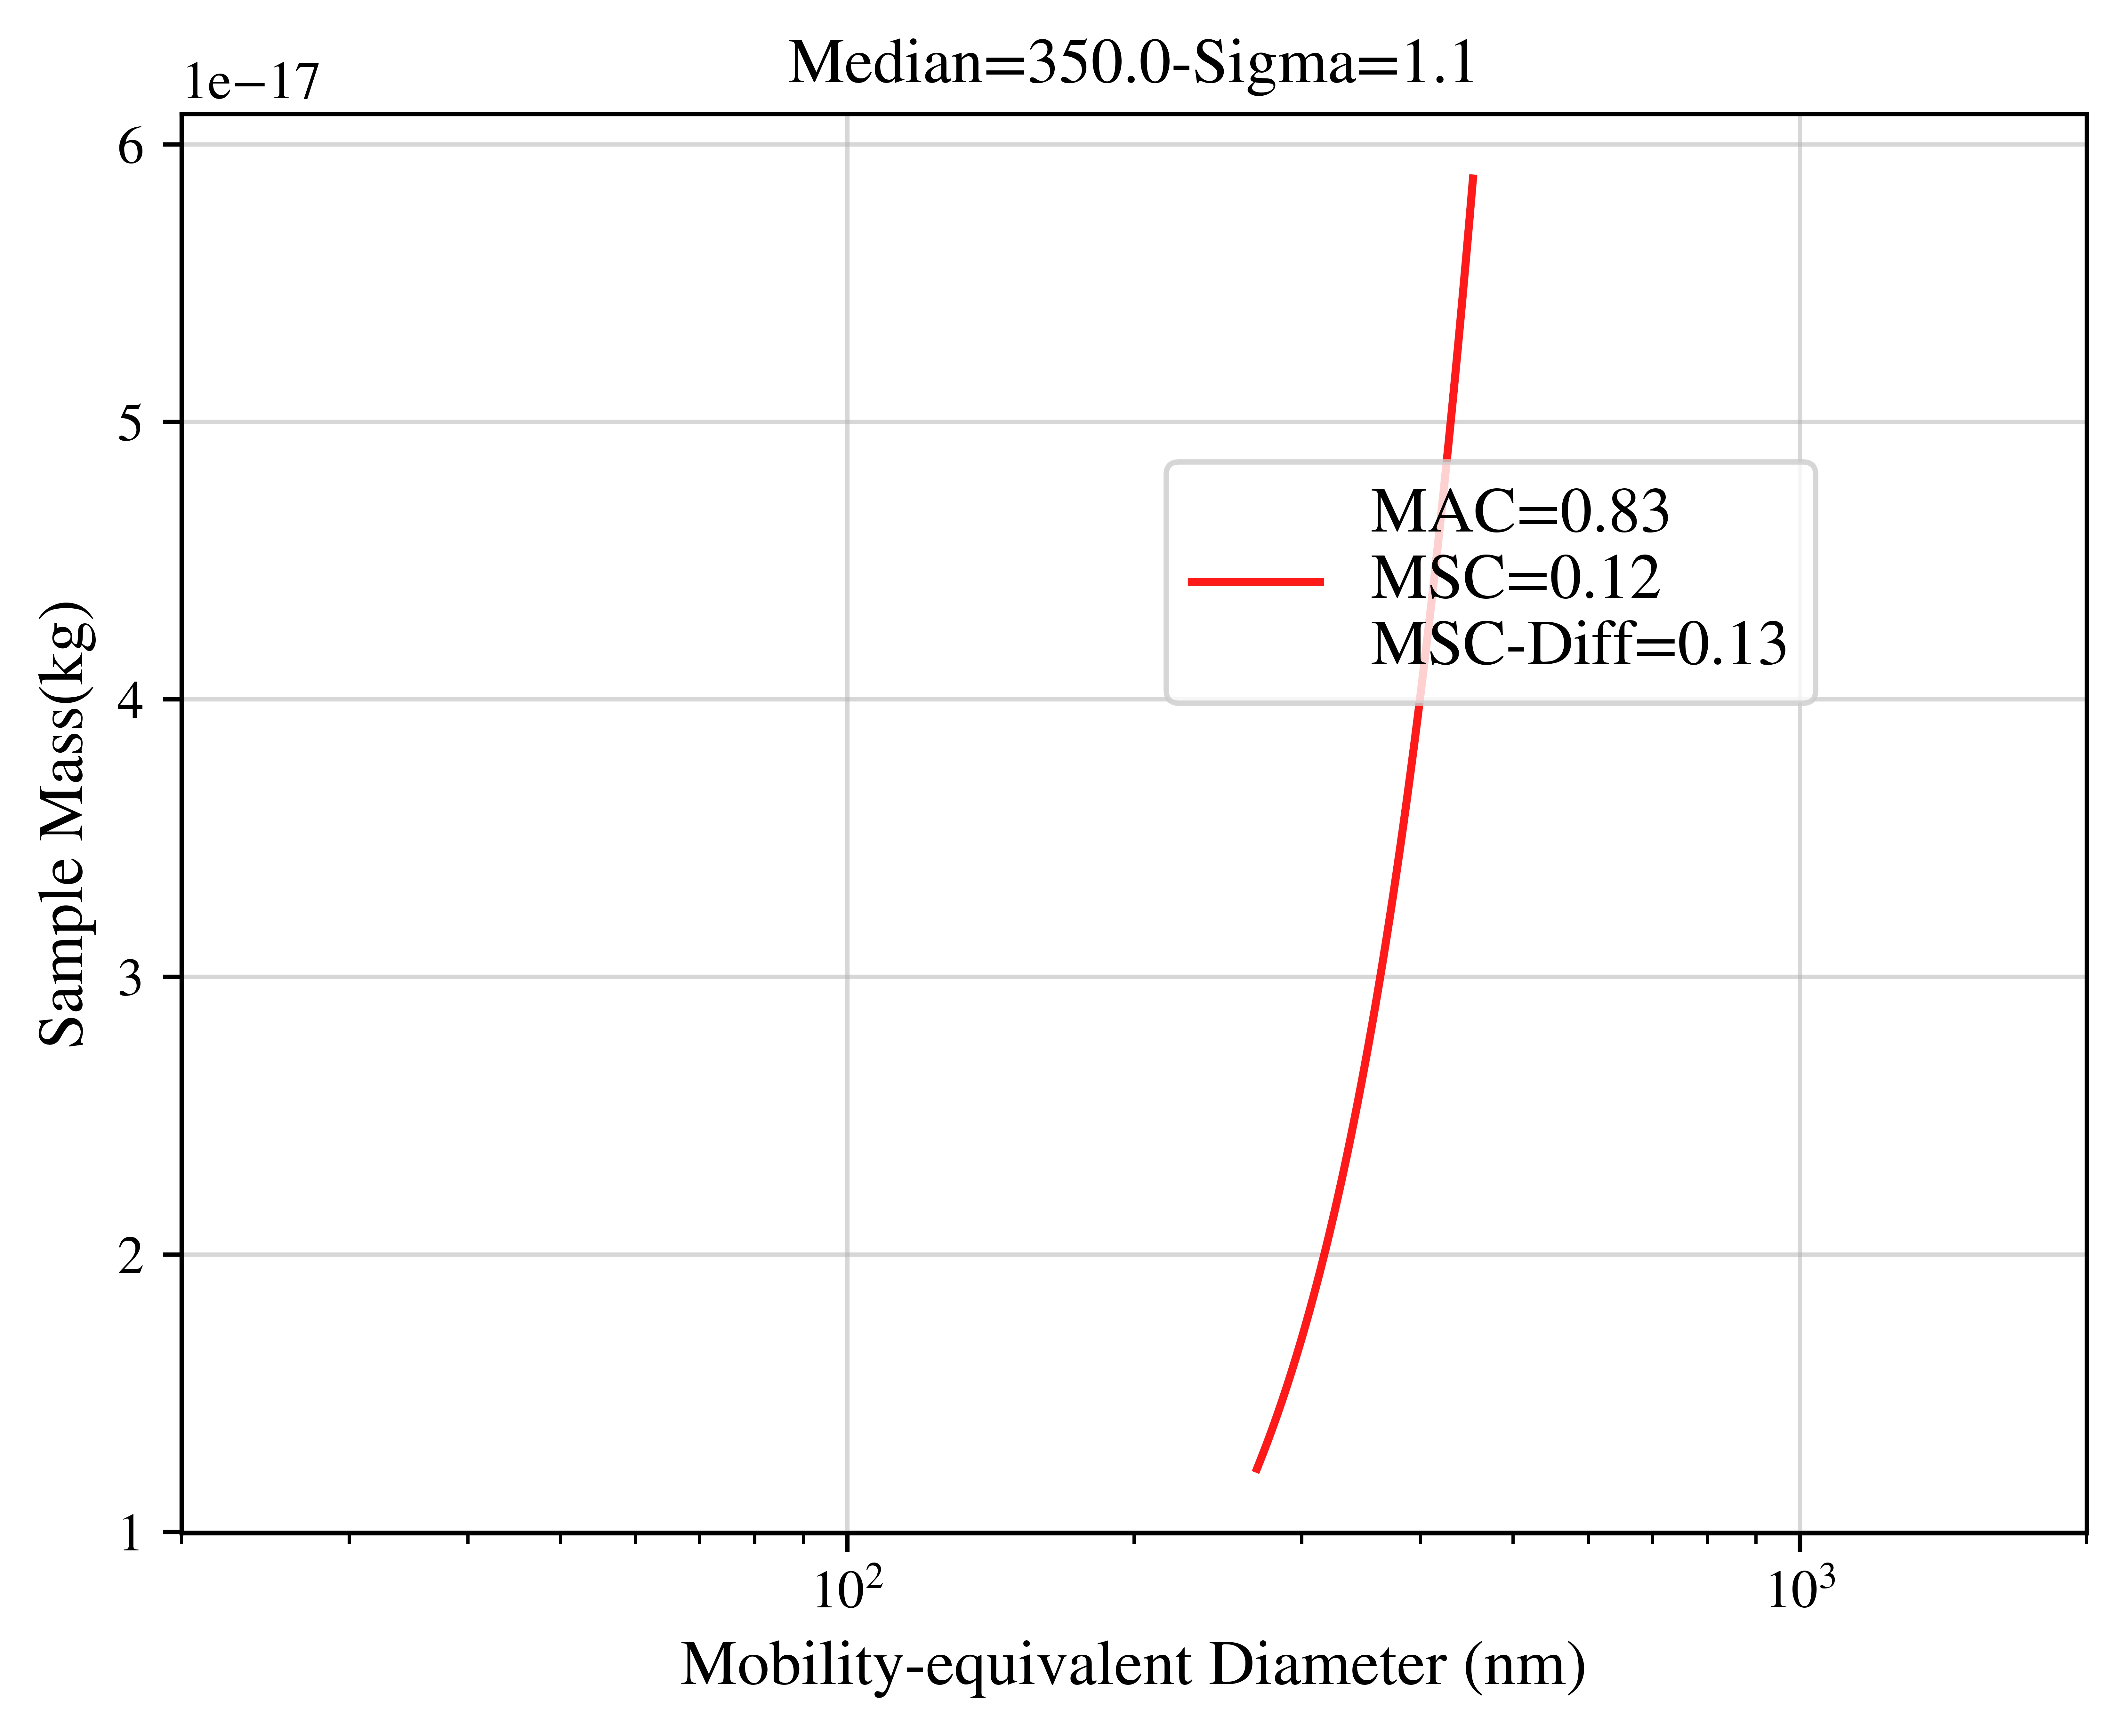 Median=350.0-Sigma=1.1
1e−17
6
5
4
3
2
1
Sample Mass(kg)
MAC=0.83
MSC=0.12
MSC-Diff=0.13
10²
10³
Mobility-equivalent Diameter (nm)